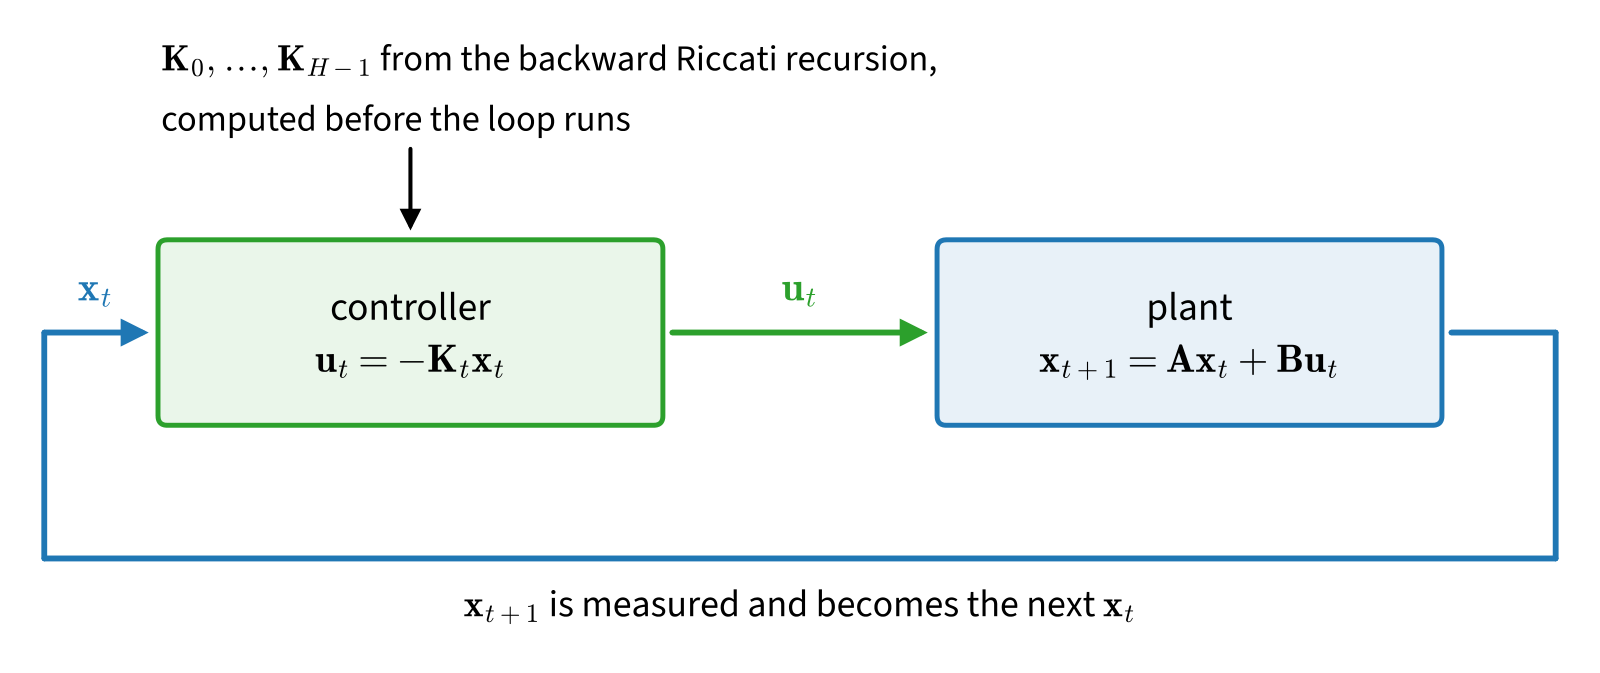 K_0, ..., K_{H-1} from the backward Riccati recursion,
computed before the loop runs
x_t
controller
u_t = -K_t x_t
u_t
plant
x_{t+1} = Ax_t + Bu_t
x_{t+1} is measured and becomes the next x_t